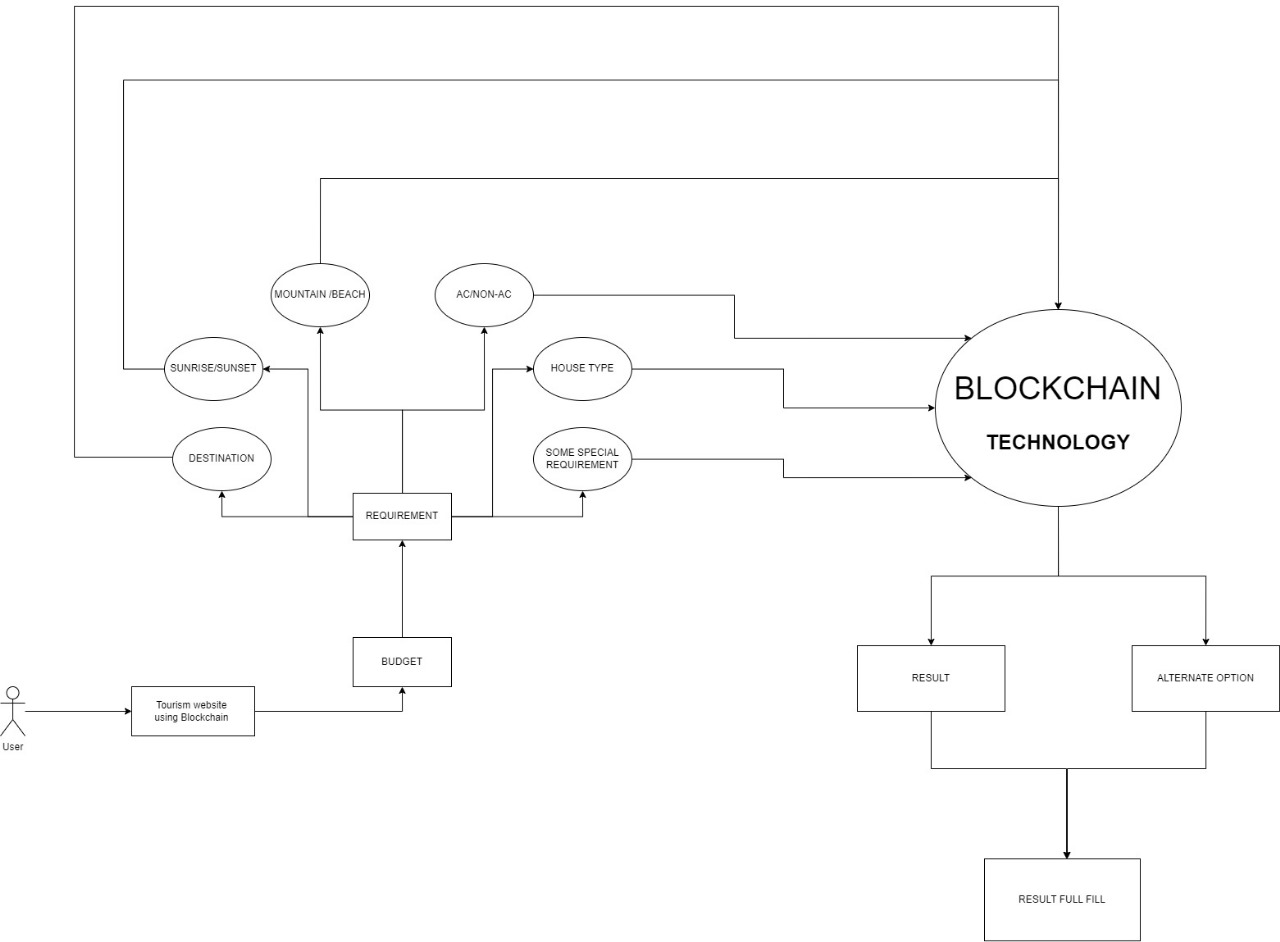 MOUNTAIN /BEACH
AC/NON-AC
SUNRISE/SUNSET
HOUSE TYPE
BLOCKCHAIN
TECHNOLOGY
DESTINATION
SOME SPECIAL
REQUIREMENT
REQUIREMENT
BUDGET
RESULT
ALTERNATE OPTION
Tourism website
using Blockchain
User
RESULT FULL FILL